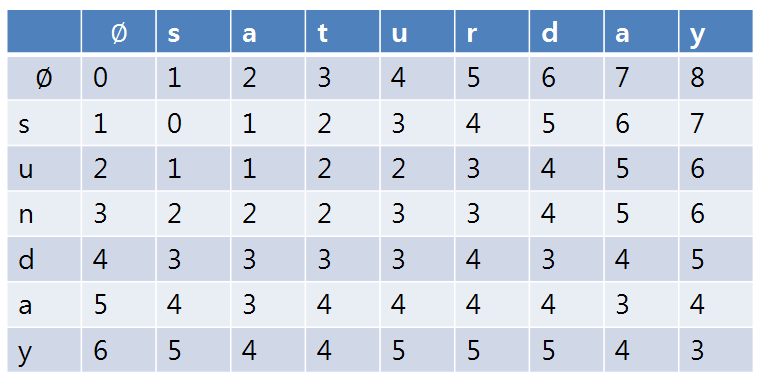 ∅ s a t u r d a y
∅ 0 1 2 3 4 5 6 7 8
s 1 0 1 2 3 4 5 6 7
u 2 1 1 2 2 3 4 5 6
n 3 2 2 2 3 3 4 5 6
d 4 3 3 3 3 4 3 4 5
a 5 4 3 4 4 4 4 3 4
y 6 5 4 4 5 5 5 4 3